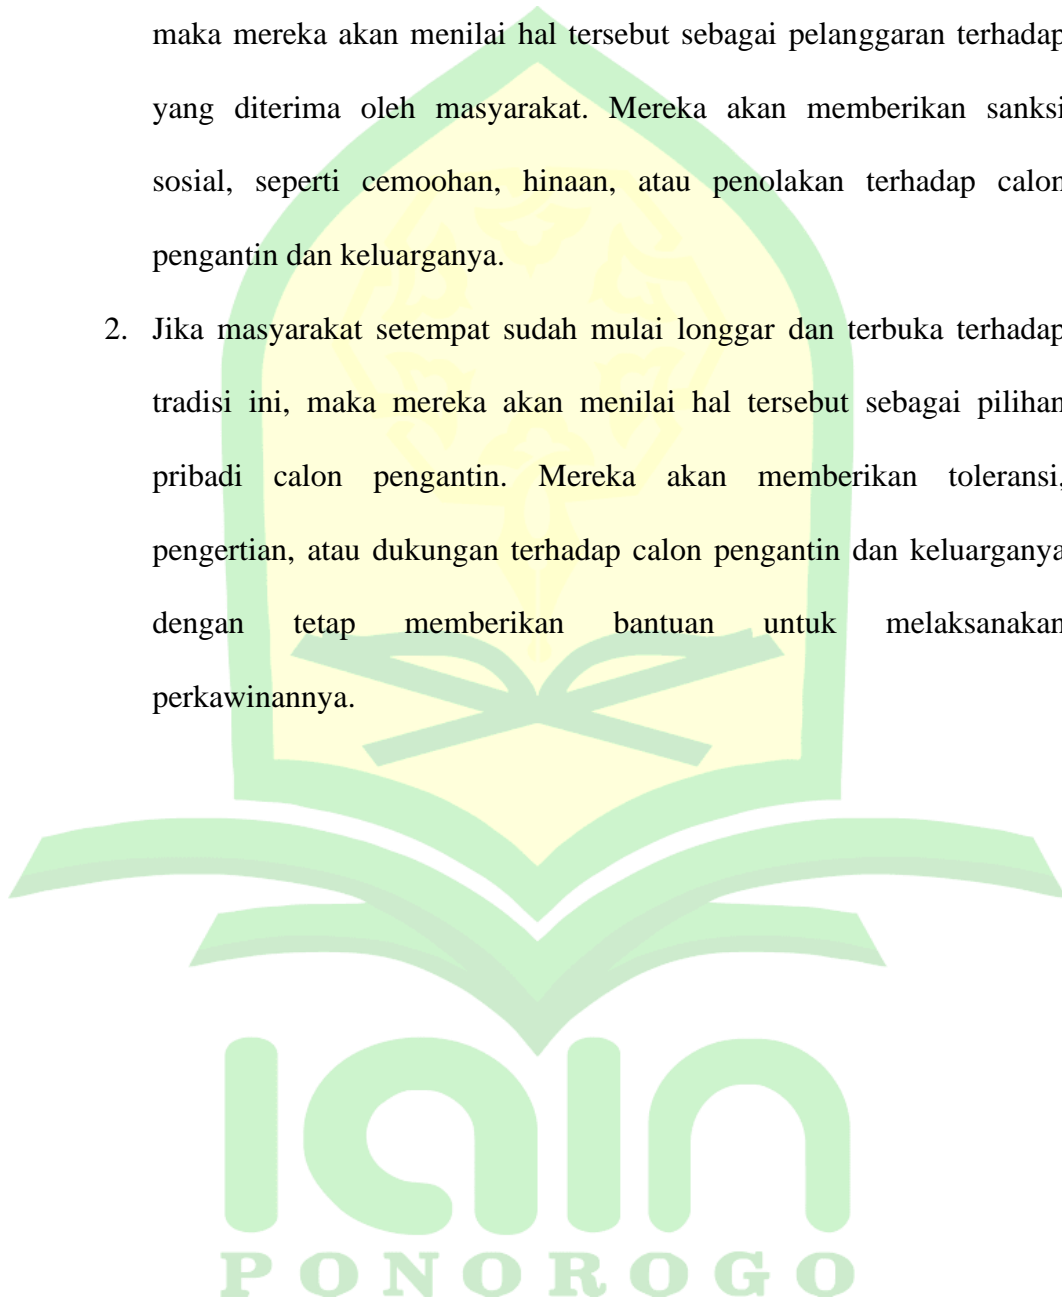 maka mereka akan menilai hal tersebut sebagai pelanggaran terhadap
yang diterima oleh masyarakat. Mereka akan memberikan sanksi
sosial, seperti cemoohan, hinaan, atau penolakan terhadap calon
pengantin dan keluarganya.
2. Jika masyarakat setempat sudah mulai longgar dan terbuka terhadap
tradisi ini, maka mereka akan menilai hal tersebut sebagai pilihan
pribadi calon pengantin. Mereka akan memberikan toleransi,
pengertian, atau dukungan terhadap calon pengantin dan keluarganya
dengan tetap memberikan bantuan untuk melaksanakan
perkawinannya.
IAIN
PONOROGO